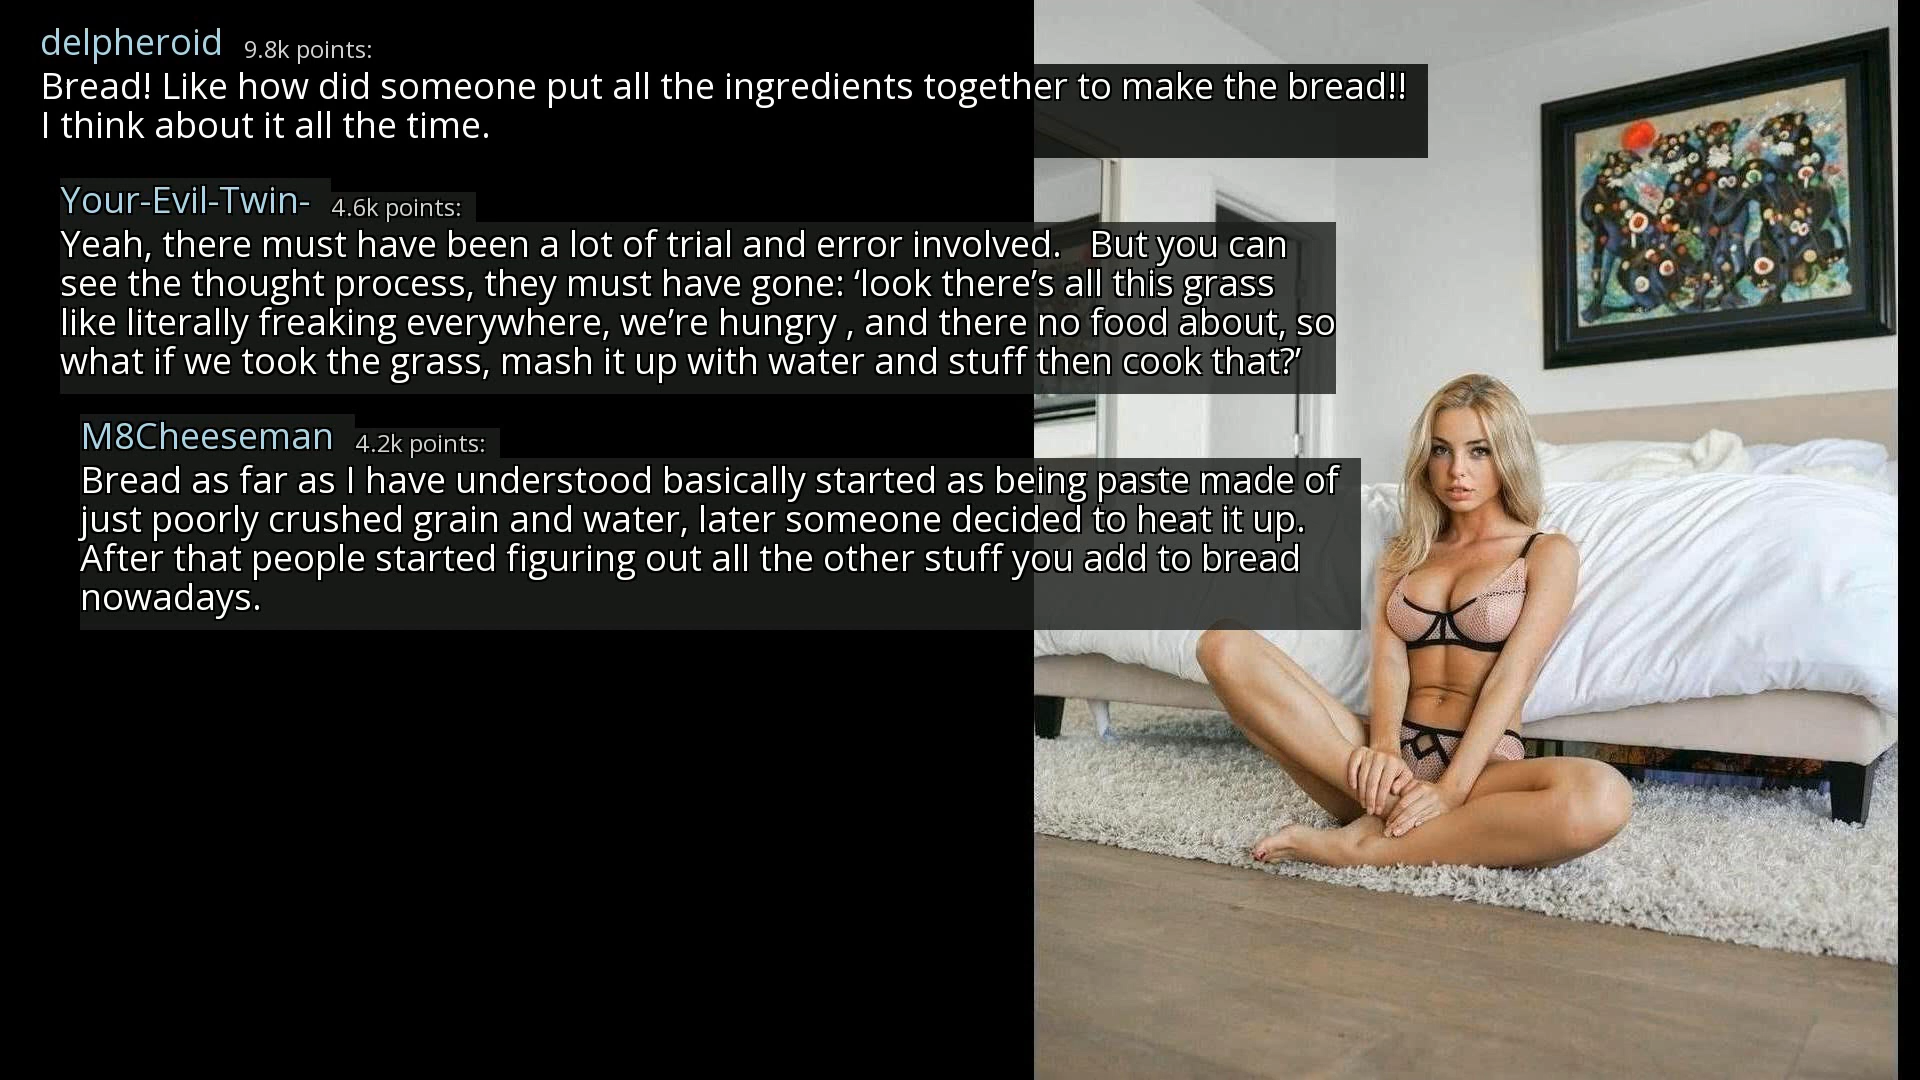 delpheroid 9.8k points:
Bread! Like how did someone put all the ingredients together to make the bread!!
I think about it all the time.
Your-Evil-Twin- 4.6k points:
Yeah, there must have been a lot of trial and error involved.   But you can
see the thought process, they must have gone: ‘look there’s all this grass
like literally freaking everywhere, we’re hungry , and there no food about, so
what if we took the grass, mash it up with water and stuff then cook that?’
M8Cheeseman 4.2k points:
Bread as far as I have understood basically started as being paste made of
just poorly crushed grain and water, later someone decided to heat it up.
After that people started figuring out all the other stuff you add to bread
nowadays.